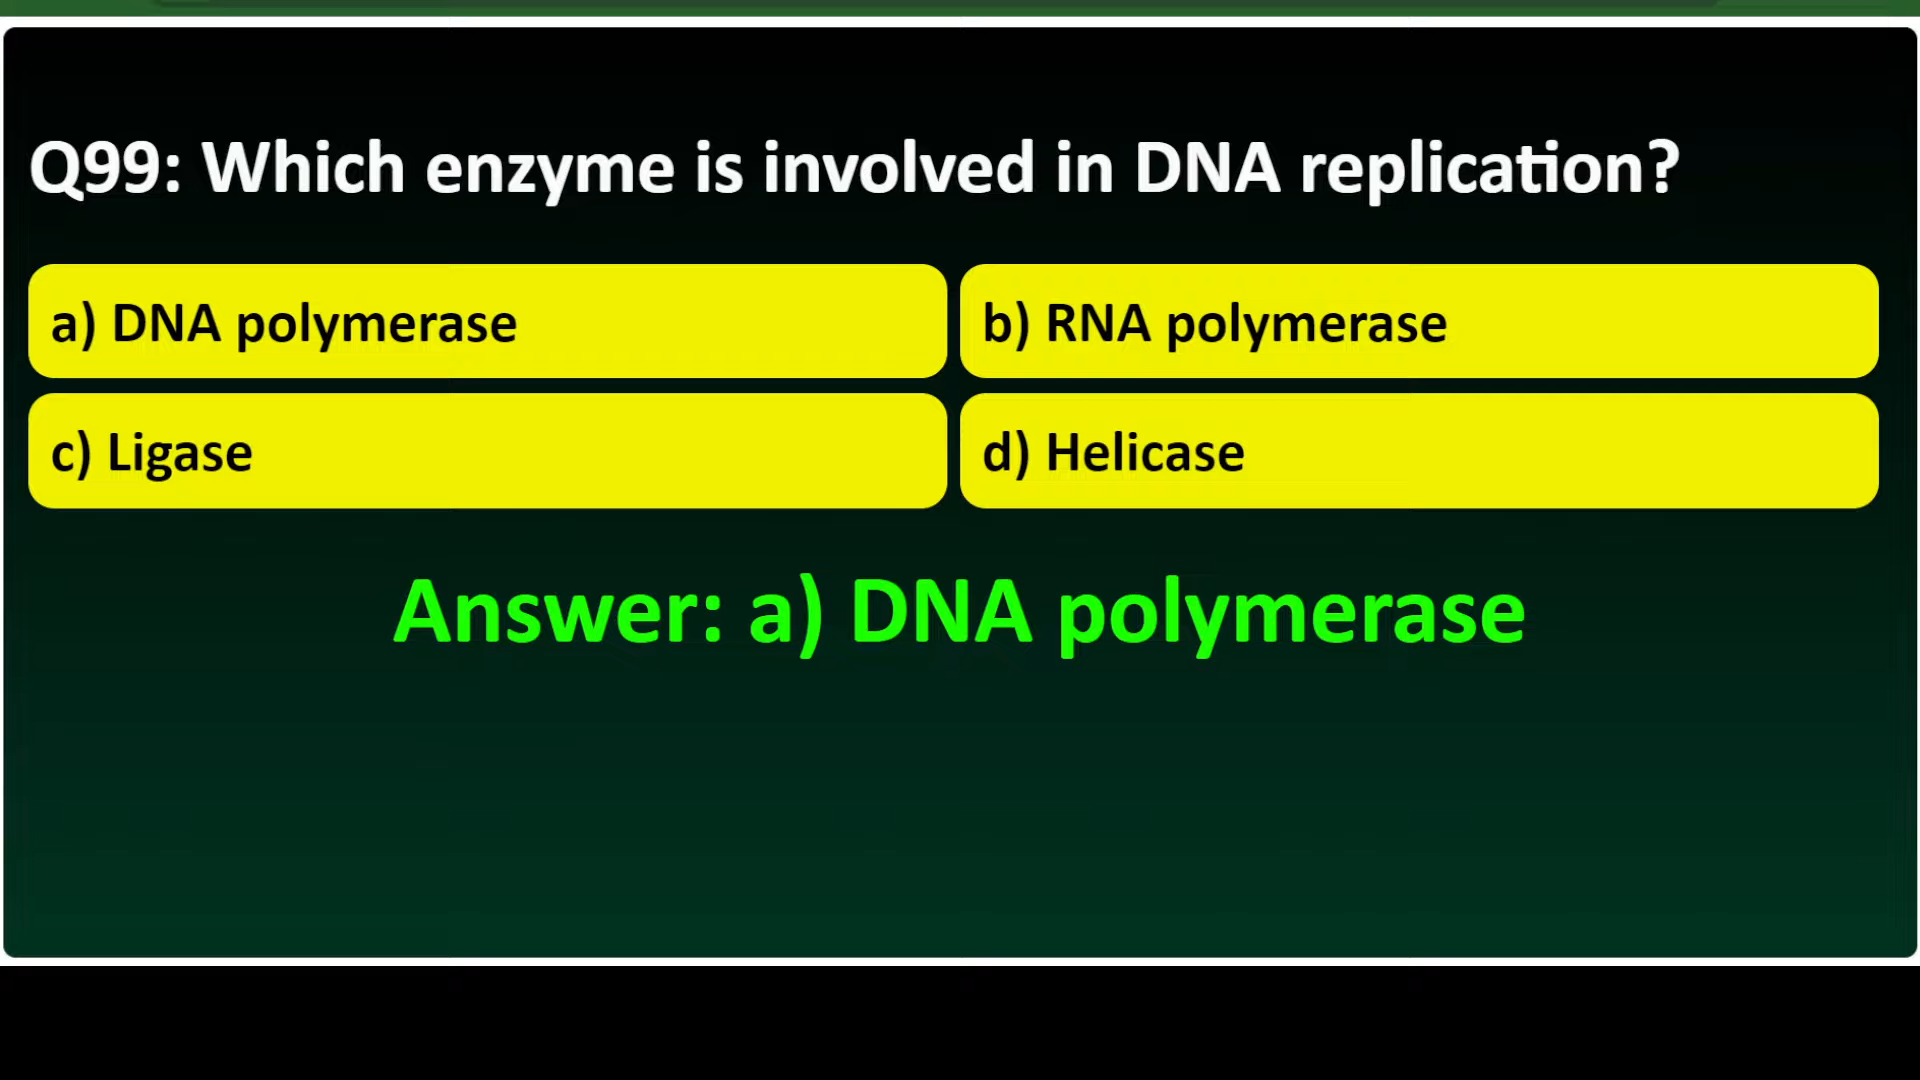 Q99: Which enzyme is involved in DNA replication?
a) DNA polymerase
b) RNA polymerase
c) Ligase
d) Helicase
Answer: a) DNA polymerase